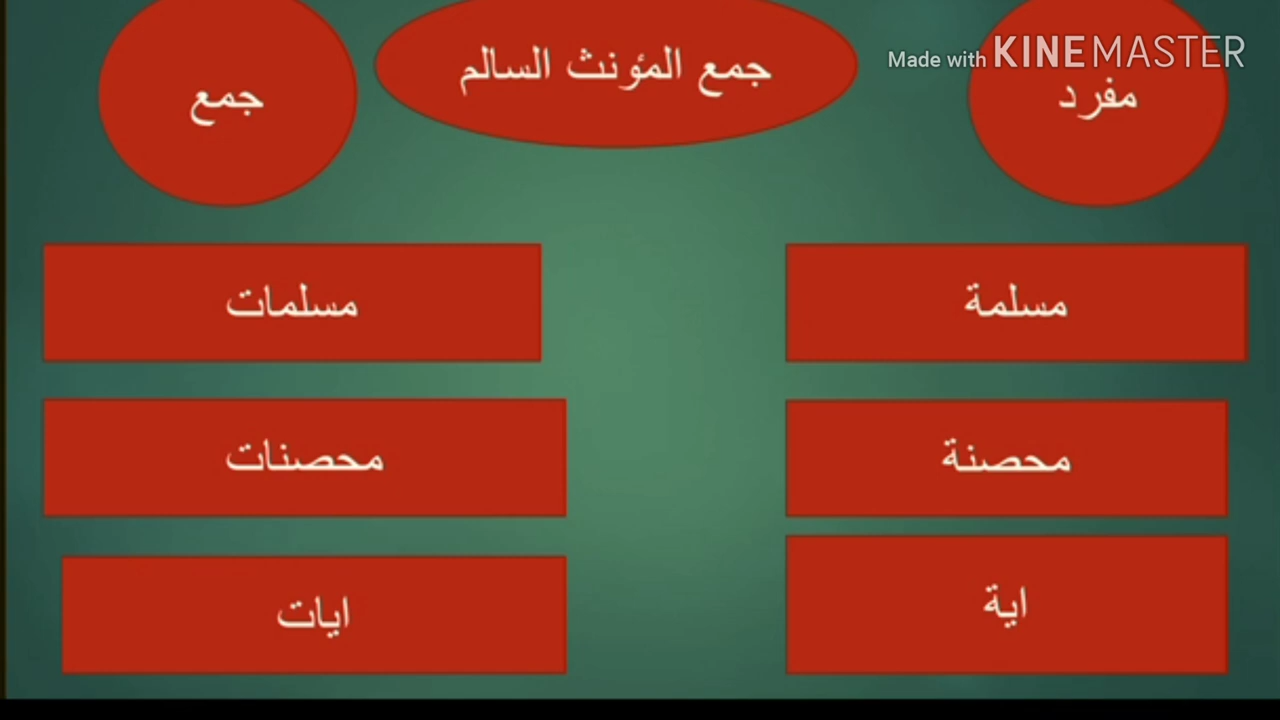 Made with KINEMASTER
مفرد
جمع المؤنث السالم
جمع
مسلمة
مسلمات
محصنة
محصنات
اية
ايات